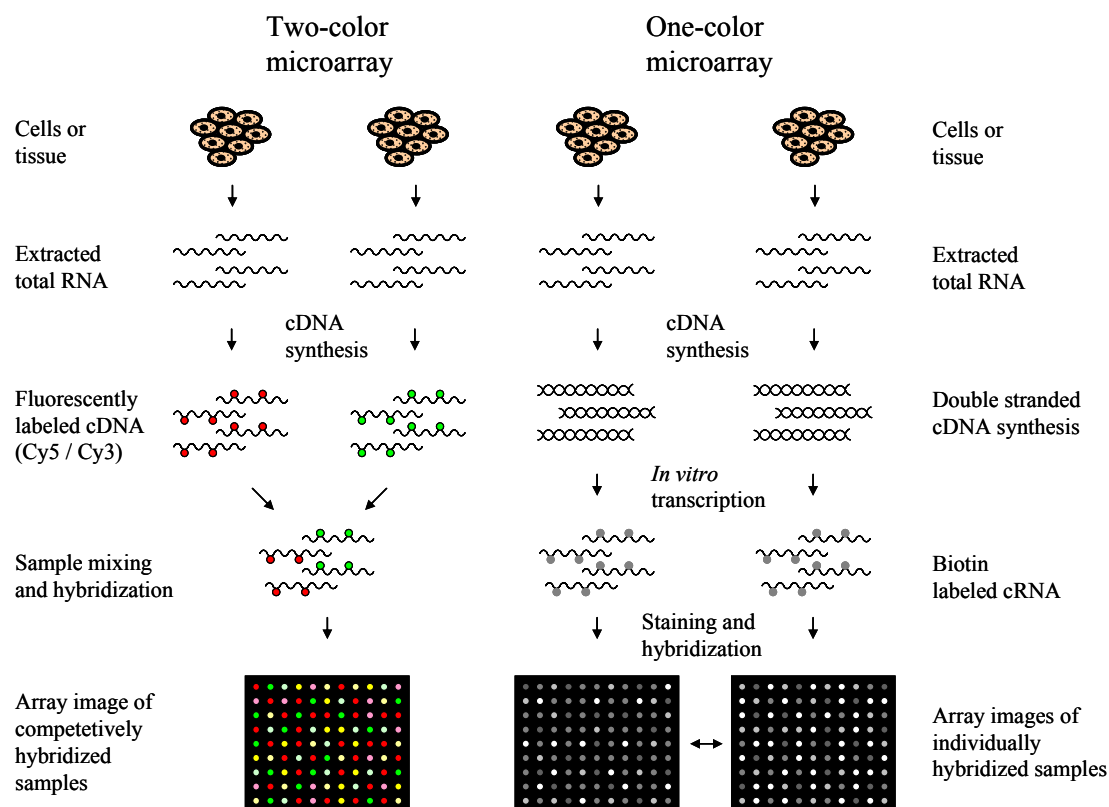 Two-color
microarray
One-color
microarray
Cells or
tissue
Cells or
tissue
Extracted
total RNA
Extracted
total RNA
cDNA
synthesis
cDNA
synthesis
Fluorescently
labeled cDNA
(Cy5 / Cy3)
Double stranded
cDNA synthesis
In vitro
transcription
Sample mixing
and hybridization
Biotin
labeled cRNA
Staining and
hybridization
Array image of
competetively
hybridized
samples
Array images of
individually
hybridized samples